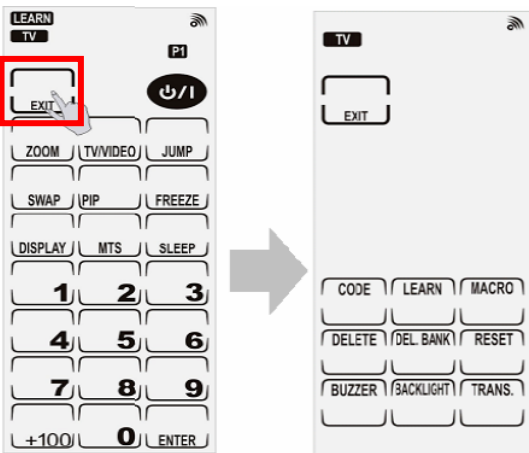 LEARN
TV
P1
EXIT
ZOOM TV/VIDEO JUMP
SWAP PIP FREEZE
DISPLAY MTS SLEEP
1 2 3
4 5 6
7 8 9
+100 0 ENTER
TV
EXIT
CODE LEARN MACRO
DELETE DEL. BANK RESET
BUZZER BACKLIGHT TRANS.